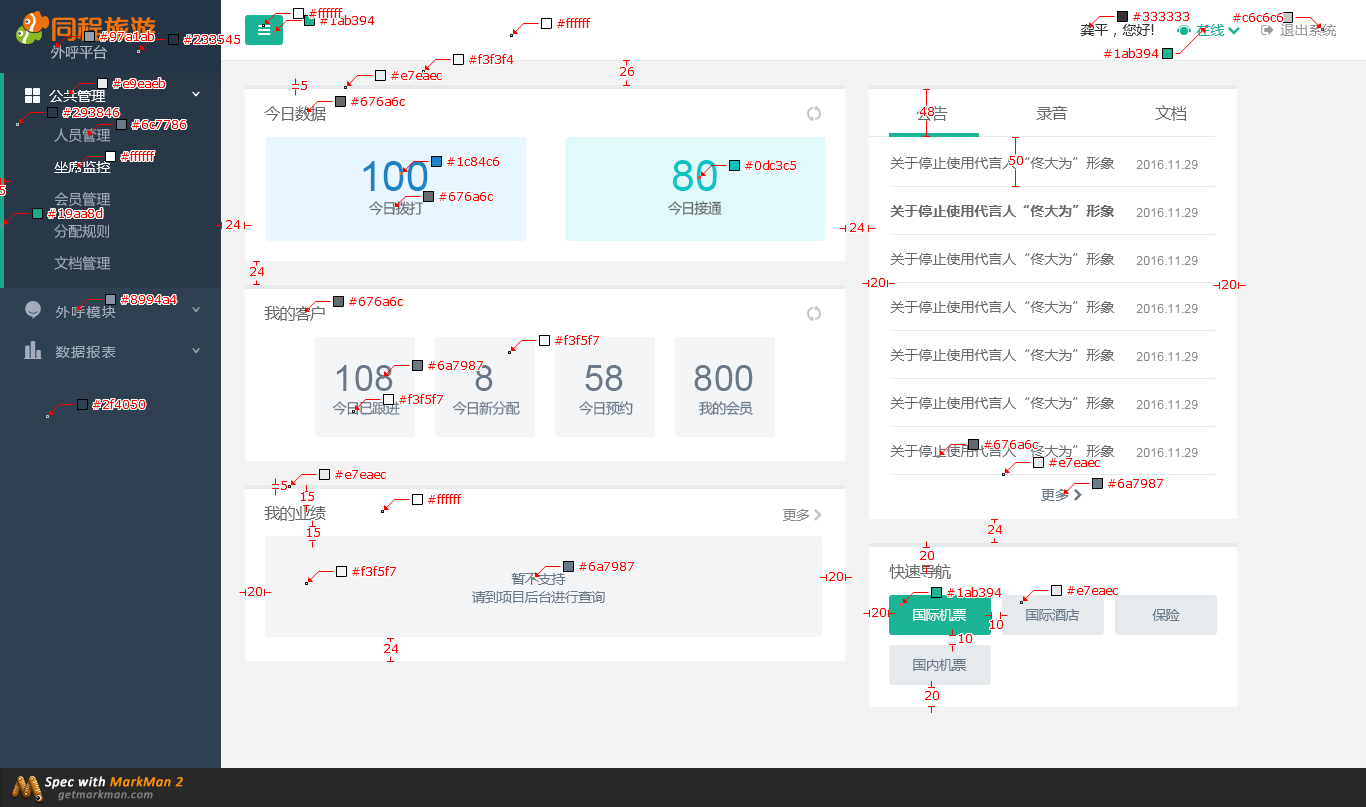 同程旅游
外呼平台
#97a1ab
#233545
#ffffff
#1ab394
#ffffff
#333333
#c6c6c6
龚平，您好!
在线
退出系统
#1ab394
#e9eaeb
公共管理
#293846
#6c7786
人员管理
#ffffff
坐席监控
会员管理
#19aa8d
分配规则
文档管理
#8994a4
外呼模块
数据报表
#2f4050
#f3f3f4
#e7eaec
26
5
#676a6c
今日数据
100
#1c84c6
#676a6c
今日拨打
80
#0dc3c5
今日接通
24
24
24
#676a6c
我的客户
#f3f5f7
108
#6a7987
#f3f5f7
今日已跟进
8
今日新分配
58
今日预约
800
我的会员
#e7eaec
5
15
#ffffff
我的业绩
更多
15
#f3f5f7
#6a7987
暂不支持
请到项目后台进行查询
20
20
24
48
公告
录音
文档
50
关于停止使用代言人“佟大为”形象 2016.11.29
关于停止使用代言人“佟大为”形象 2016.11.29
关于停止使用代言人“佟大为”形象 2016.11.29
20
20
关于停止使用代言人“佟大为”形象 2016.11.29
关于停止使用代言人“佟大为”形象 2016.11.29
关于停止使用代言人“佟大为”形象 2016.11.29
关于停止使用代言人“佟大为”形象 2016.11.29
#676a6c
#e7eaec
#6a7987
更多
24
20
快速导航
#1ab394
#e7eaec
20
国际机票
10
国际酒店
保险
10
国内机票
20
Spec with MarkMan 2
getmarkman.com